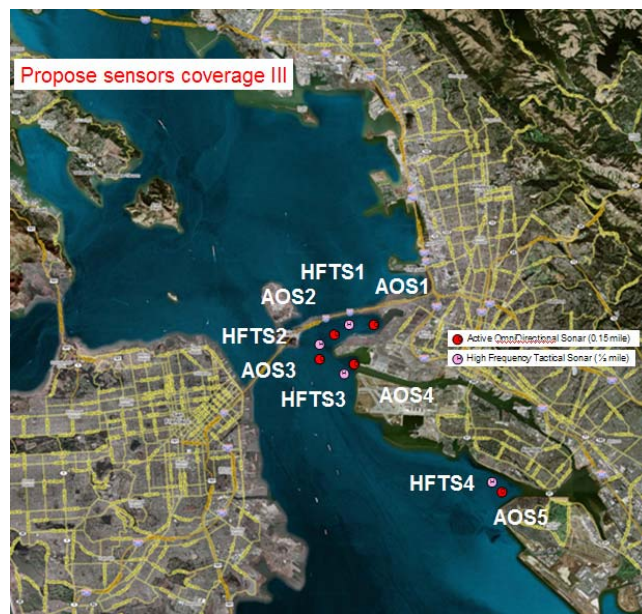 Propose sensors coverage III
HFTS1
AOS1
AOS2
HFTS2
Active OmniDirectional Sonar (0.15 mile)
High Frequency Tactical Sonar (½ mile)
AOS3
HFTS3
AOS4
HFTS4
AOS5